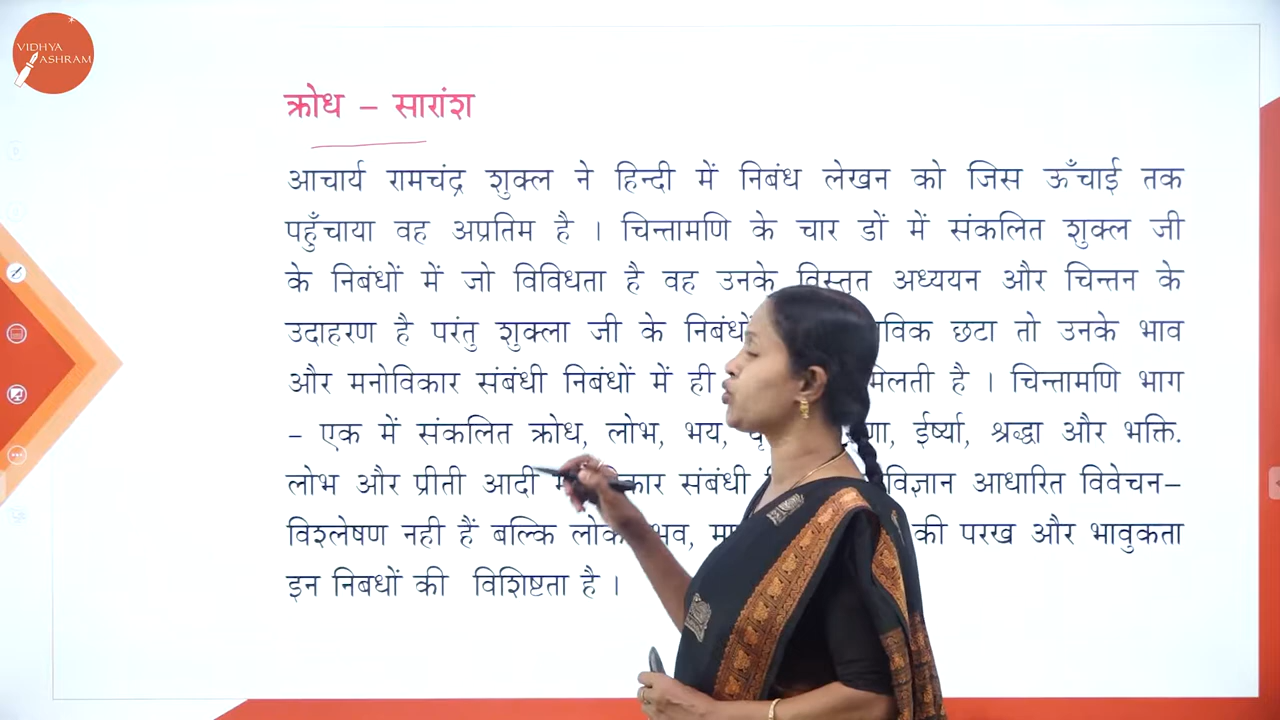 VIDHYA
ASHRAM
क्रोध – सारांश
आचार्य रामचंद्र शुक्ल ने हिन्दी में निबंध लेखन को जिस ऊँचाई तक
पहुँचाया वह अप्रतिम है । चिन्तामणि के चार डों में संकलित शुक्ल जी
के निबंधों में जो विविधता है वह उनके विस्तृत अध्ययन और चिन्तन के
उदाहरण है परंतु शुक्ला जी के निबंधों छटा तो उनके भाव
और मनोविकार संबंधी निबंधों में ही मिलती है । चिन्तामणि भाग
– एक में संकलित क्रोध, लोभ, भय, ईर्ष्या, श्रद्धा और भक्ति.
लोभ और प्रीती आदी संबंधी आधारित विवेचन–
विश्लेषण नही हैं बल्कि की परख और भावुकता
इन निबधों की विशिष्टता है ।